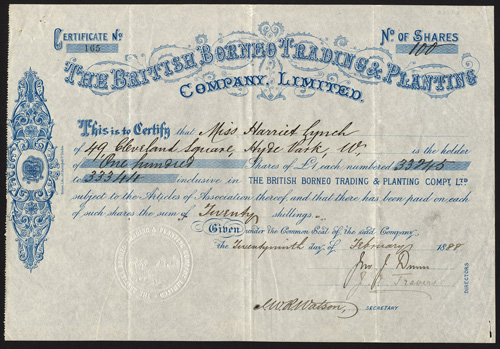 CERTIFICATE No
165
No OF SHARES
100
THE BRITISH BORNEO TRADING & PLANTING
COMPANY, LIMITED.
This is to Certify that Miss Harriet Lynch
of 49 Cleveland Square, Hyde Park, W.
is the holder
of One hundred Shares of £1 each numbered 33245
to 33344 inclusive in THE BRITISH BORNEO TRADING & PLANTING COMPY, LTD
subject to the Articles of Association thereof, and that there has been paid on each
of such shares the sum of Twenty shillings.
Given under the Common Seal of the said Company
the Twentyninth day of February 1888
Jno J. Dunn
Travers
DIRECTORS
W.R. Watson, SECRETARY